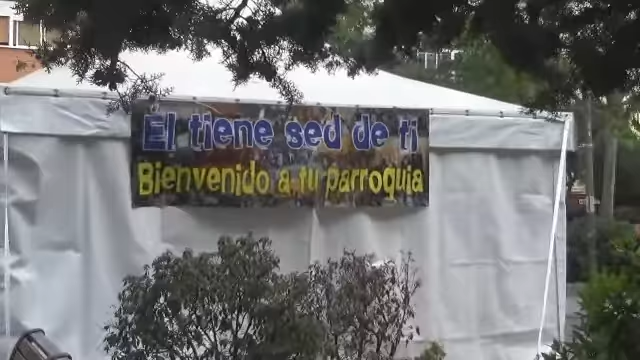 El tiene sed de ti
Bienvenido a tu parroquia